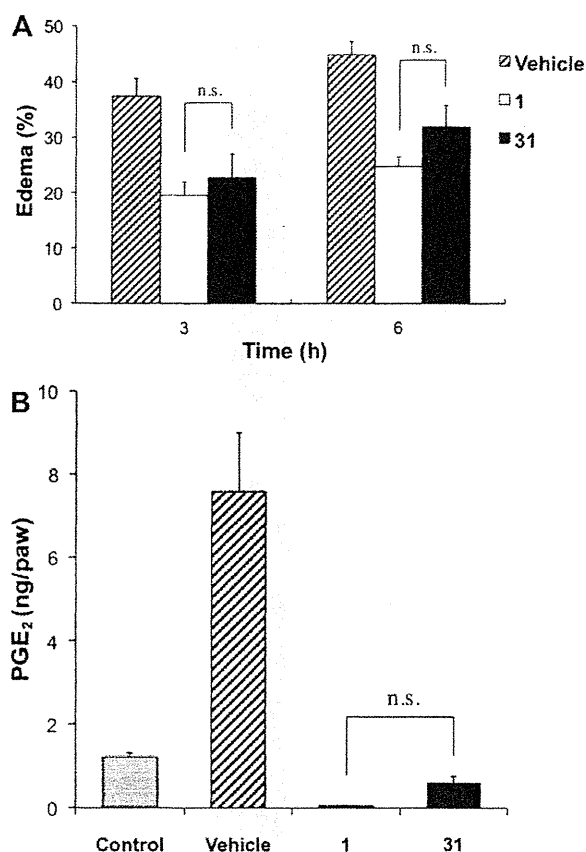 A
Edema (%)
50
40
30
20
10
0
n.s.
n.s.
Vehicle
1
31
3
6
Time (h)
B
PGE2 (ng/paw)
10
8
6
4
2
0
n.s.
Control
Vehicle
1
31